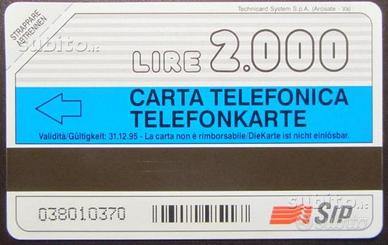 Technicard System S.p.A. (Arosate - Va)
STRAPPARE
ABTRENNEN
LIRE 2.000
CARTA TELEFONICA
TELEFONKARTE
Validità/Gültigkeit: 31.12.95 - La carta non è rimborsabile/DieKarte ist nicht einlösbar.
038010370
SIP
subito.it
subito.it